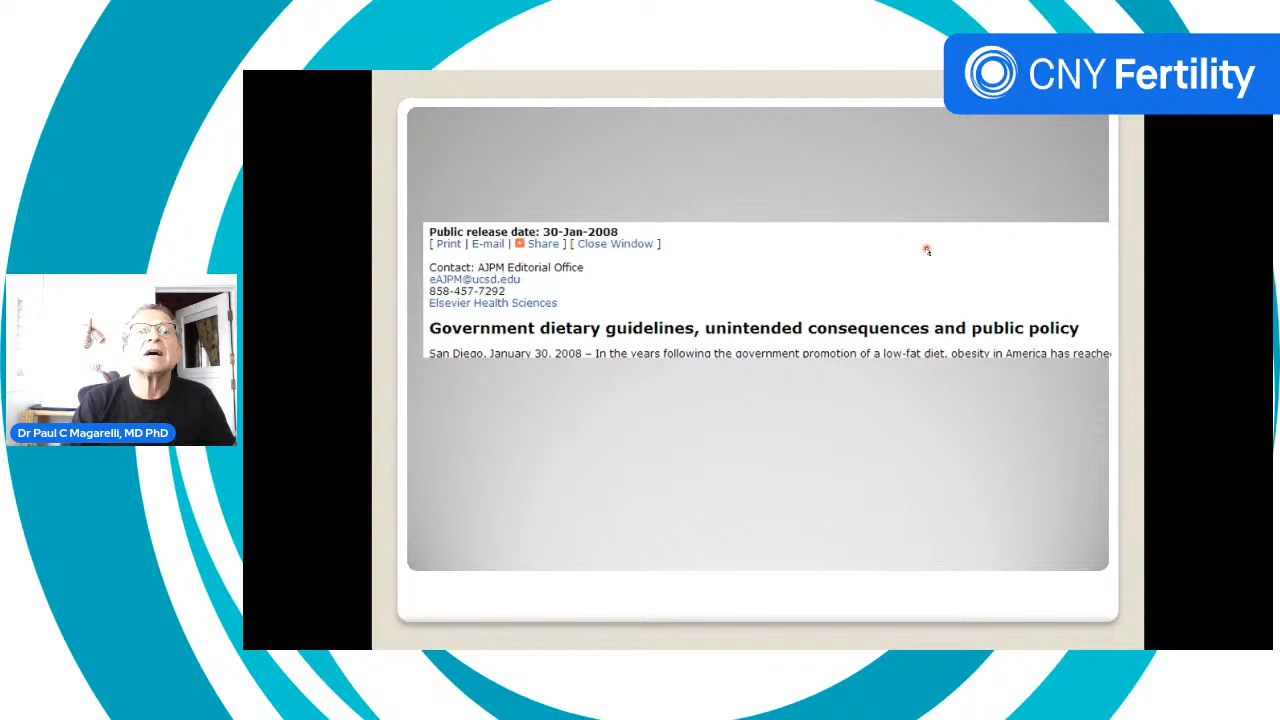 CNY Fertility
Public release date: 30-Jan-2008
[ Print | E-mail | Share ] [ Close Window ]
Contact: AJPM Editorial Office
eAJPM@ucsd.edu
858-457-7292
Elsevier Health Sciences
Government dietary guidelines, unintended consequences and public policy
San Diego, January 30, 2008 – In the years following the government promotion of a low-fat diet, obesity in America has reached
Dr Paul C Magarelli, MD PhD